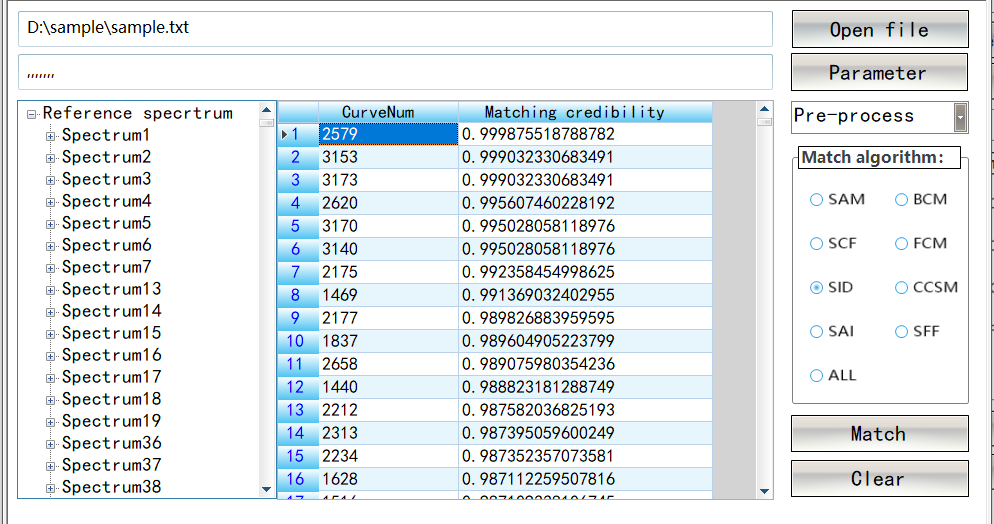 D:\sample\sample.txt
Open file
,,,,,,,
Parameter
Reference specrtrum
Spectrum1
Spectrum2
Spectrum3
Spectrum4
Spectrum5
Spectrum6
Spectrum7
Spectrum13
Spectrum14
Spectrum15
Spectrum16
Spectrum17
Spectrum18
Spectrum19
Spectrum36
Spectrum37
Spectrum38
CurveNum Matching credibility
1 2579 0.999875518788782
2 3153 0.999032330683491
3 3173 0.999032330683491
4 2620 0.995607460228192
5 3170 0.995028058118976
6 3140 0.995028058118976
7 2175 0.992358454998625
8 1469 0.991369032402955
9 2177 0.989826883959595
10 1837 0.989604905223799
11 2658 0.989075980354236
12 1440 0.988823181288749
13 2212 0.987582036825193
14 2313 0.987395059600249
15 2234 0.987352357073581
16 1628 0.987112259507816
Pre-process
Match algorithm:
SAM BCM
SCF FCM
SID CCSM
SAI SFF
ALL
Match
Clear